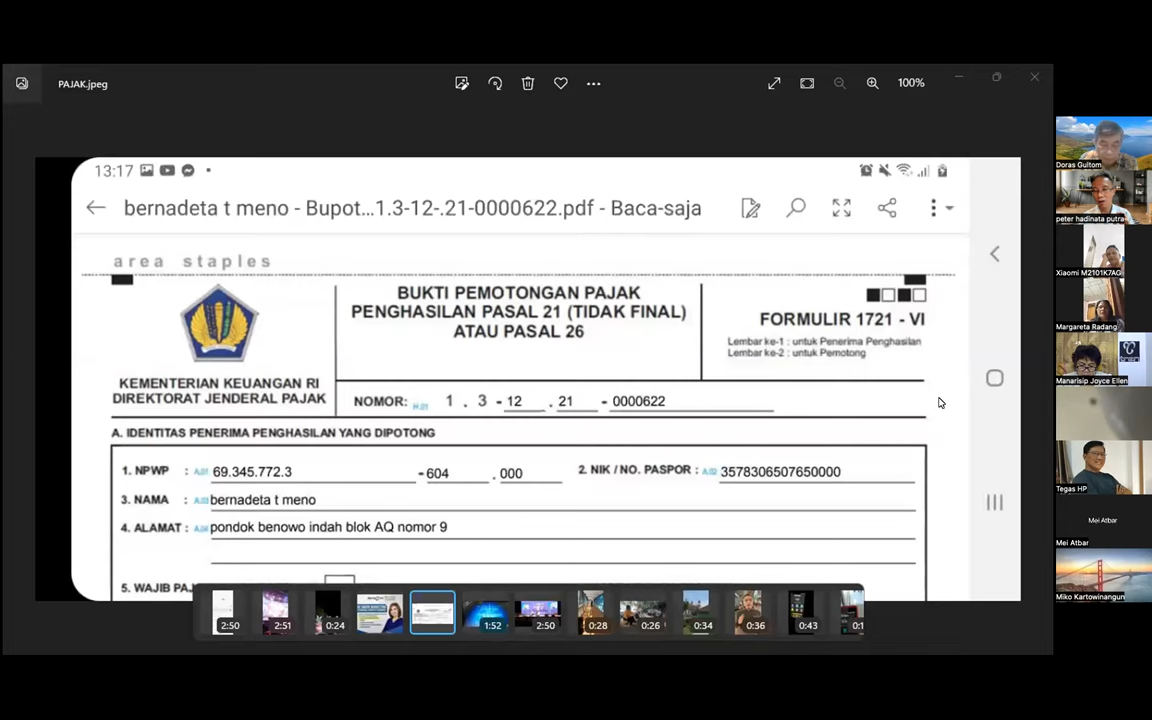 PAJAK.jpeg
100%
13:17
bernadeta t meno - Bupot...1.3-12-.21-0000622.pdf - Baca-saja
area staples
BUKTI PEMOTONGAN PAJAK
PENGHASILAN PASAL 21 (TIDAK FINAL)
ATAU PASAL 26
FORMULIR 1721 - VI
Lembar ke-1 : untuk Penerima Penghasilan
Lembar ke-2 : untuk Pemotong
KEMENTERIAN KEUANGAN RI
DIREKTORAT JENDERAL PAJAK
NOMOR: H.01 1 . 3 - 12 . 21 - 0000622
A. IDENTITAS PENERIMA PENGHASILAN YANG DIPOTONG
1. NPWP : A.01 69.345.772.3 - 604 . 000 2. NIK / NO. PASPOR : A.02 3578306507650000
3. NAMA : A.03 bernadeta t meno
4. ALAMAT : A.04 pondok benowo indah blok AQ nomor 9
5. WAJIB
2:50
2:51
0:24
1:52
2:50
0:28
0:26
0:34
0:36
0:43
Doras Gultom
peter hadinata putra
Xiaomi M2101K7AG
Margareta Radang
Manarisip Joyce Ellen
Tegas HP
Mei Atbar
Mei Atbar
Miko Kartowinangun